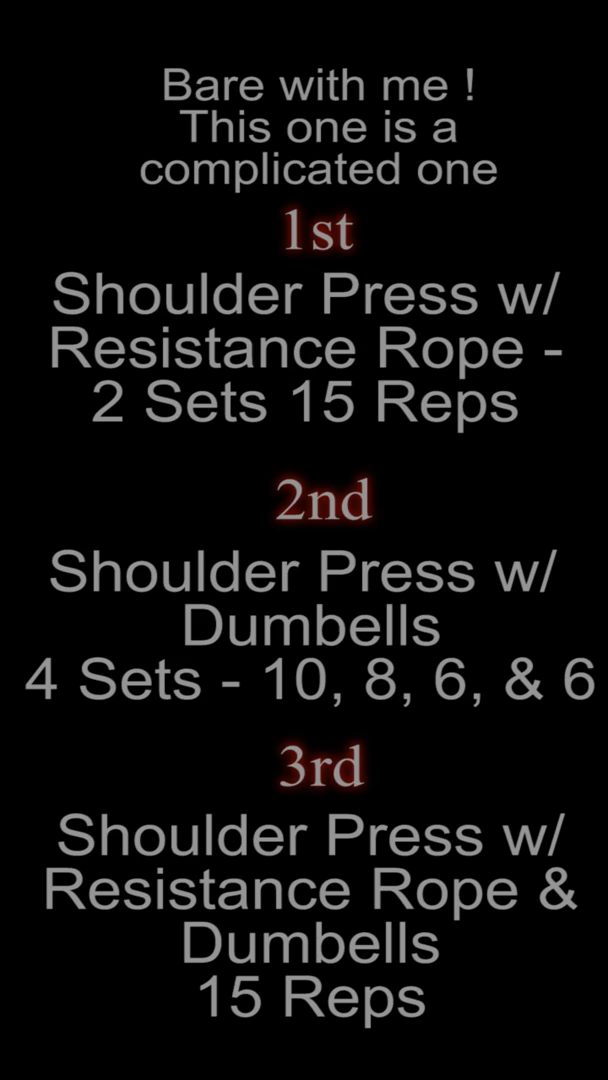 Bare with me !
This one is a
complicated one
1st
Shoulder Press w/
Resistance Rope -
2 Sets 15 Reps
2nd
Shoulder Press w/
Dumbells
4 Sets - 10, 8, 6, & 6
3rd
Shoulder Press w/
Resistance Rope &
Dumbells
15 Reps